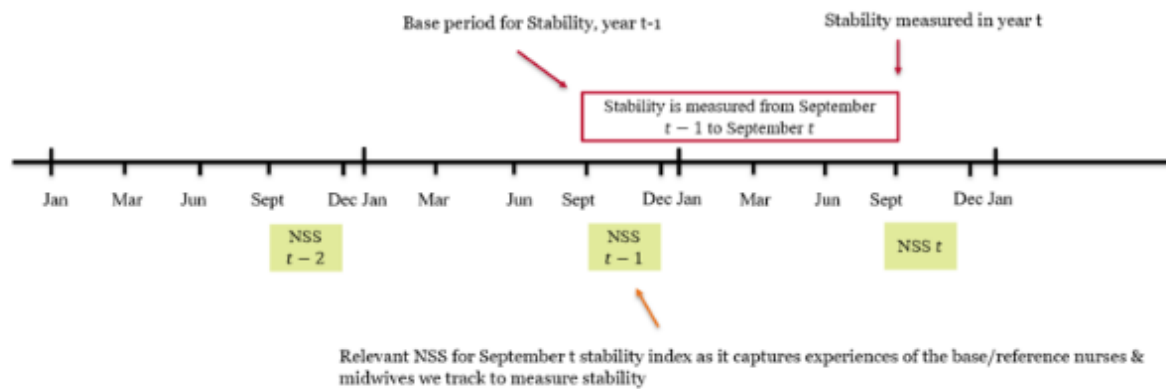 Base period for Stability, year t-1
Stability measured in year t
Stability is measured from September
t − 1 to September t
Jan Mar Jun Sept Dec Jan Mar Jun Sept Dec Jan Mar Jun Sept Dec Jan
NSS
t − 2
NSS
t − 1
NSS t
Relevant NSS for September t stability index as it captures experiences of the base/reference nurses &
midwives we track to measure stability